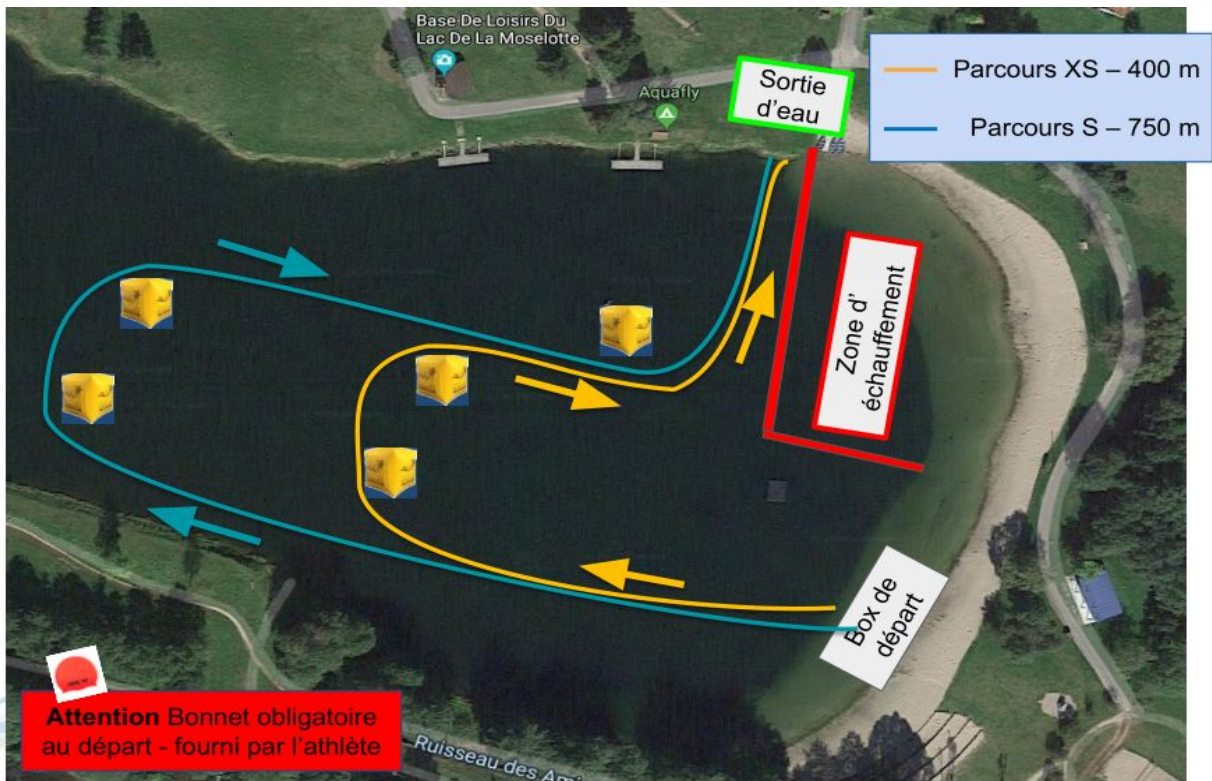 Base De Loisirs Du
Lac De La Moselotte
Aquafly
Sortie
d'eau
Parcours XS – 400 m
Parcours S – 750 m
Zone d'
échauffement
Box de
départ
Attention Bonnet obligatoire
au départ - fourni par l'athlète
Ruisseau des